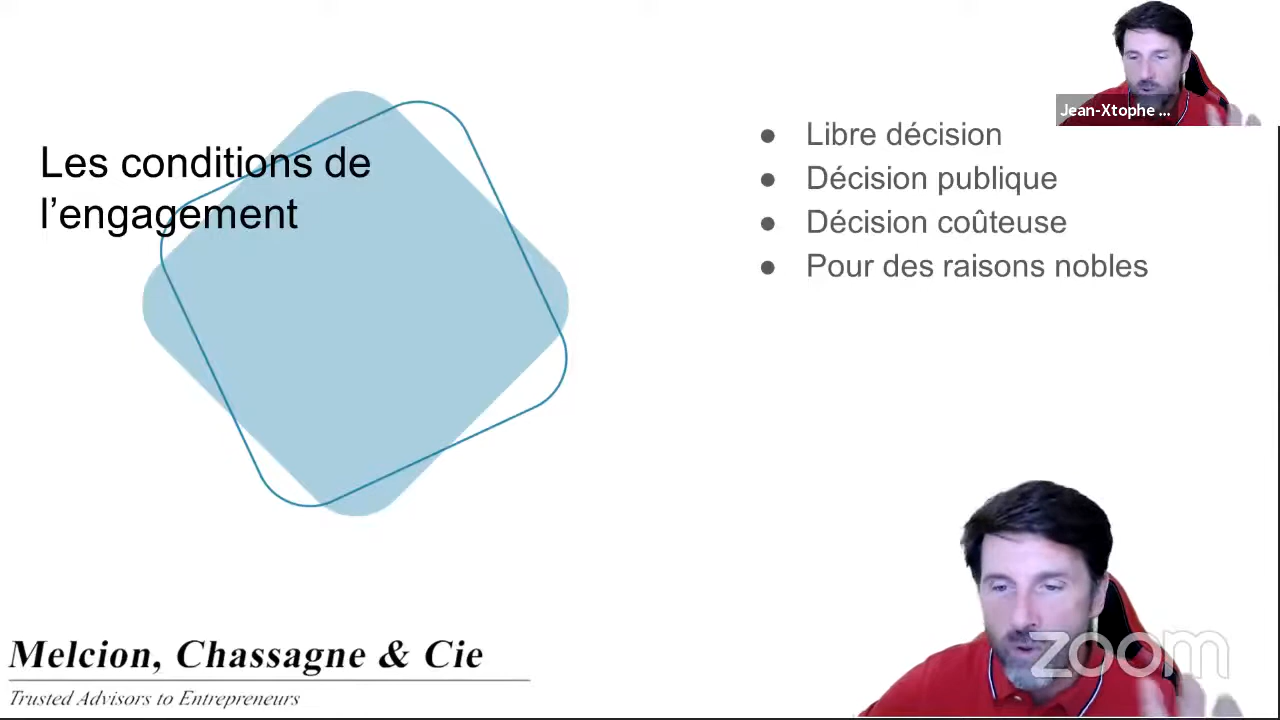 Les conditions de
l’engagement
Jean-Xtophe ...
● Libre décision
● Décision publique
● Décision coûteuse
● Pour des raisons nobles
Melcion, Chassagne & Cie
Trusted Advisors to Entrepreneurs
zoom